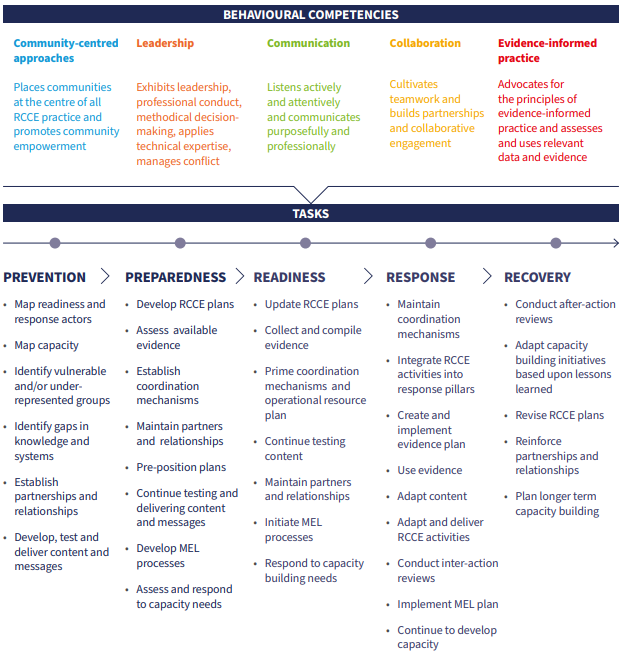 BEHAVIOURAL COMPETENCIES
Community-centred
approaches
Places communities
at the centre of all
RCCE practice and
promotes community
empowerment
Leadership
Exhibits leadership,
professional conduct,
methodical decision-
making, applies
technical expertise,
manages conflict
Communication
Listens actively
and attentively
and communicates
purposefully and
professionally
Collaboration
Cultivates
teamwork and
builds partnerships
and collaborative
engagement
Evidence-informed
practice
Advocates for
the principles of
evidence-informed
practice and assesses
and uses relevant
data and evidence
TASKS
PREVENTION
• Map readiness and
response actors
• Map capacity
• Identify vulnerable
and/or under-
represented groups
• Identify gaps in
knowledge and
systems
• Establish
partnerships and
relationships
• Develop, test and
deliver content and
messages
PREPAREDNESS
• Develop RCCE plans
• Assess available
evidence
• Establish
coordination
mechanisms
• Maintain partners
and relationships
• Pre-position plans
• Continue testing and
delivering content
and messages
• Develop MEL
processes
• Assess and respond
to capacity needs
READINESS
• Update RCCE plans
• Collect and compile
evidence
• Prime coordination
mechanisms and
operational resource
plan
• Continue testing
content
• Maintain partners
and relationships
• Initiate MEL
processes
• Respond to capacity
building needs
RESPONSE
• Maintain
coordination
mechanisms
• Integrate RCCE
activities into
response pillars
• Create and
implement
evidence plan
• Use evidence
• Adapt content
• Adapt and deliver
RCCE activities
• Conduct inter-action
reviews
• Implement MEL plan
• Continue to develop
capacity
RECOVERY
• Conduct after-action
reviews
• Adapt capacity
building initiatives
based upon lessons
learned
• Revise RCCE plans
• Reinforce
partnerships and
relationships
• Plan longer term
capacity building